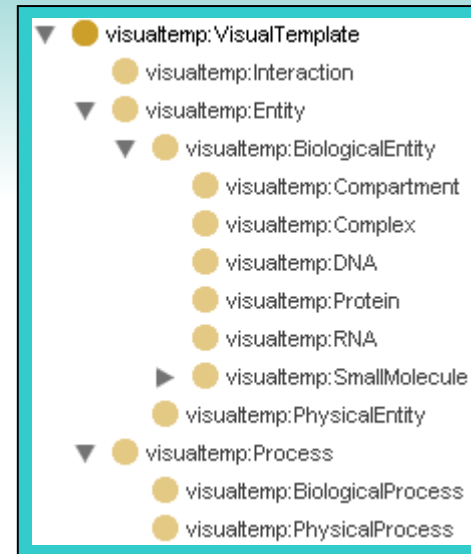 visualtemp:VisualTemplate
visualtemp:Interaction
visualtemp:Entity
visualtemp:BiologicalEntity
visualtemp:Compartment
visualtemp:Complex
visualtemp:DNA
visualtemp:Protein
visualtemp:RNA
visualtemp:SmallMolecule
visualtemp:PhysicalEntity
visualtemp:Process
visualtemp:BiologicalProcess
visualtemp:PhysicalProcess